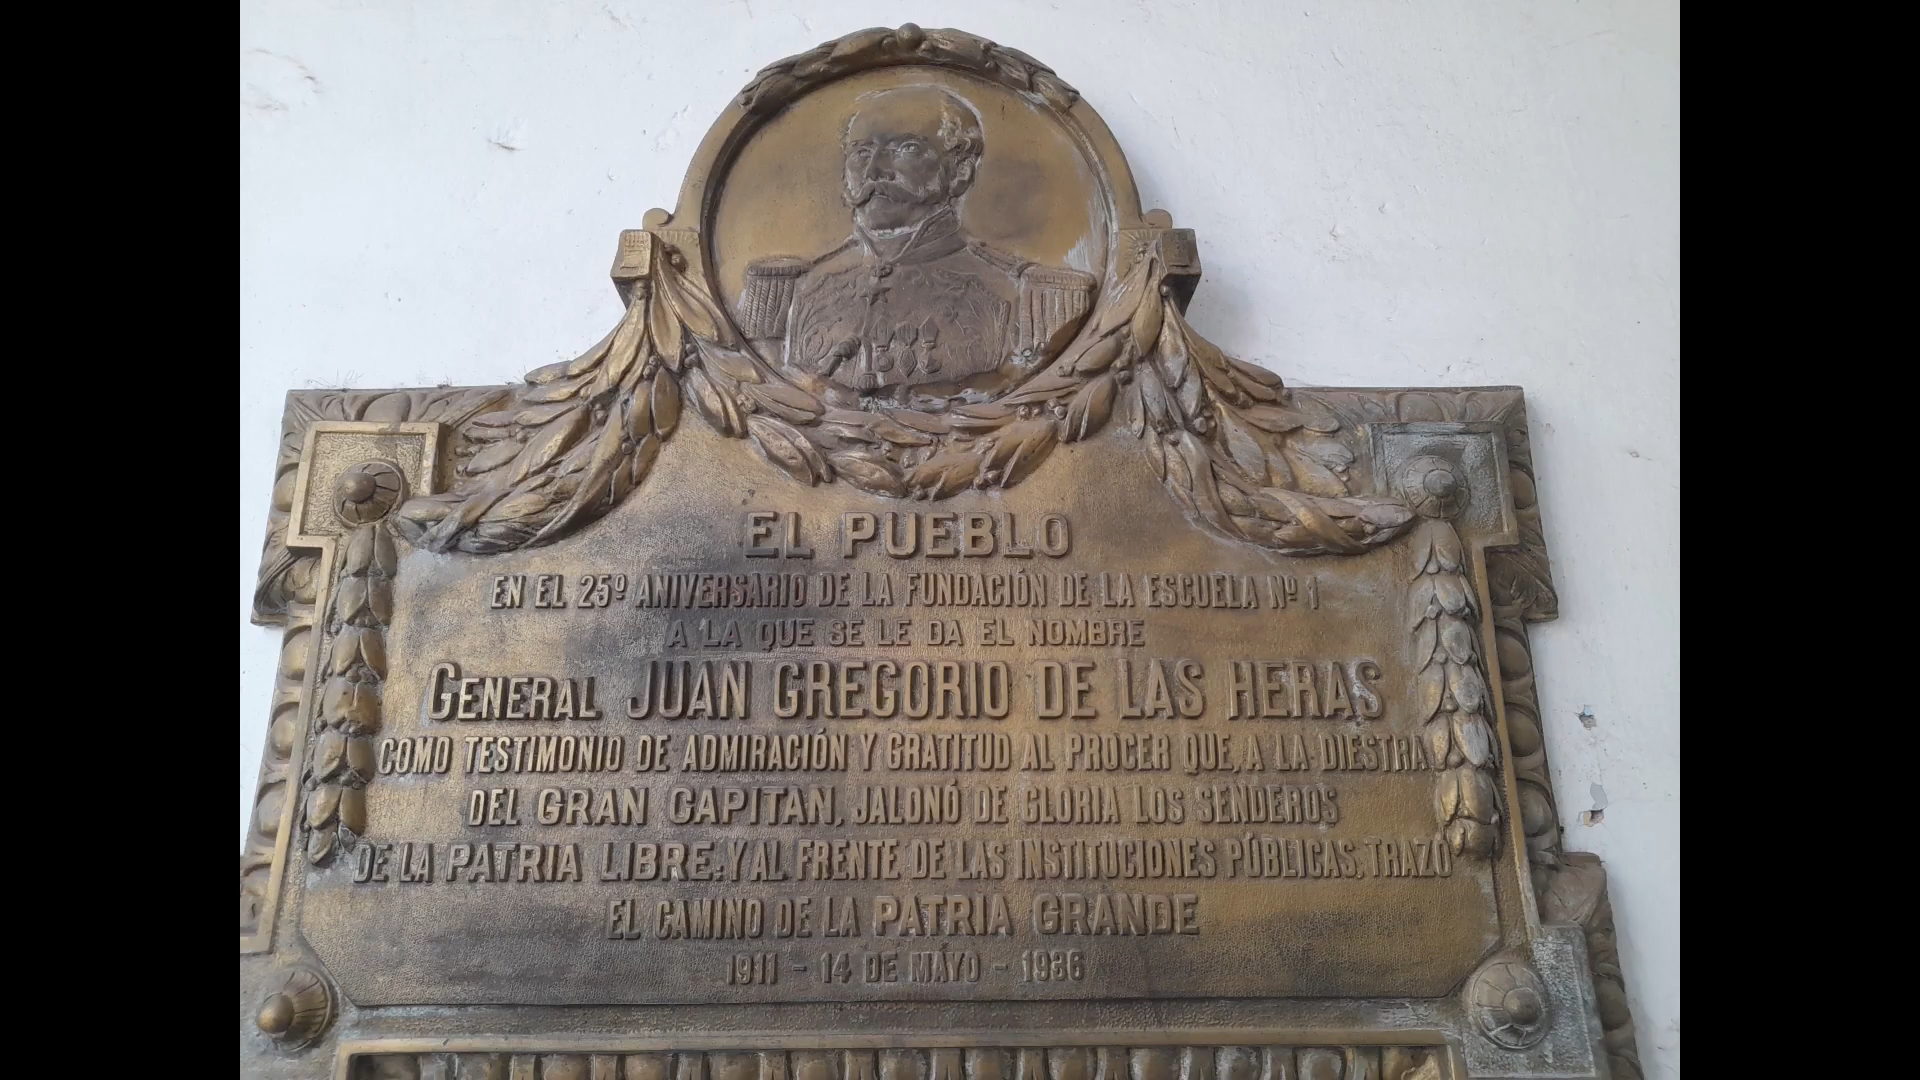 EL PUEBLO
EN EL 25º ANIVERSARIO DE LA FUNDACIÓN DE LA ESCUELA Nº 1
A LA QUE SE LE DA EL NOMBRE
GENERAL JUAN GREGORIO DE LAS HERAS
COMO TESTIMONIO DE ADMIRACIÓN Y GRATITUD AL PROCER QUE, A LA DIESTRA
DEL GRAN CAPITAN, JALONÓ DE GLORIA LOS SENDEROS
DE LA PATRIA LIBRE; Y AL FRENTE DE LAS INSTITUCIONES PÚBLICAS, TRAZO
EL CAMINO DE LA PATRIA GRANDE
1911 - 14 DE MAYO - 1936